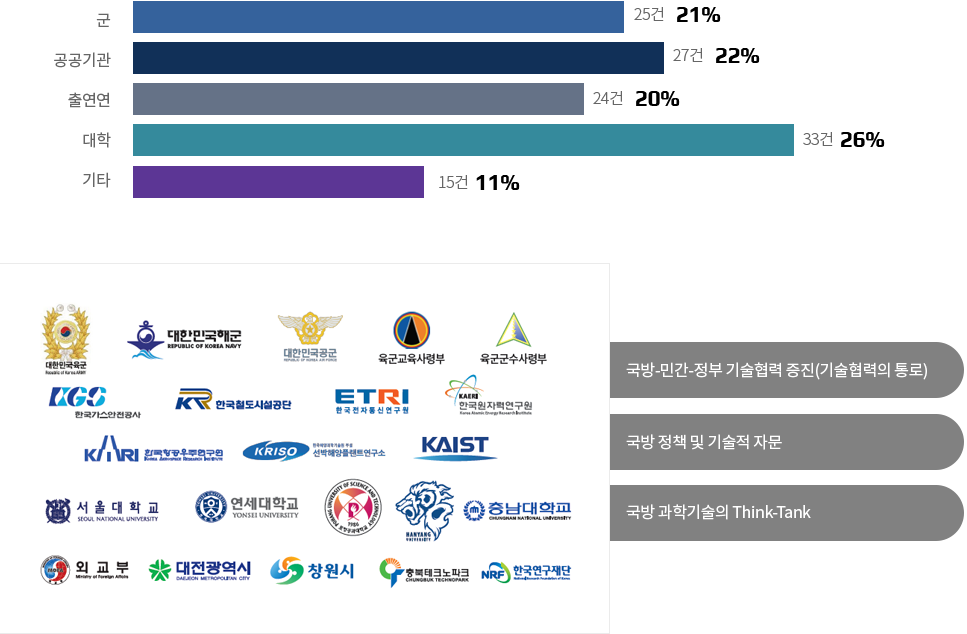 군 25건 21%
공공기관 27건 22%
출연연 24건 20%
대학 33건 26%
기타 15건 11%
대한민국육군
Republic of Korea ARMY
대한민국해군
REPUBLIC OF KOREA NAVY
대한민국공군
REPUBLIC OF KOREA AIR FORCE
육군교육사령부
육군군수사령부
국방-민간-정부 기술협력 증진(기술협력의 통로)
KGS
한국가스안전공사
KR 한국철도시설공단
ETRI
한국전자통신연구원
KAERI
한국원자력연구원
Korea Atomic Energy Research Institute
국방 정책 및 기술적 자문
KARI 한국항공우주연구원
KOREA AEROSPACE RESEARCH INSTITUTE
KRISO
선박해양플랜트연구소
KAIST
국방 과학기술의 Think-Tank
서울대학교
SEOUL NATIONAL UNIVERSITY
연세대학교
YONSEI UNIVERSITY
POHANG UNIVERSITY OF SCIENCE AND TECHNOLOGY
1986
HANYANG
UNIVERSITY
충남대학교
CHUNGNAM NATIONAL UNIVERSITY
외교부
Ministry of Foreign Affairs
대전광역시
DAEJEON METROPOLITAN CITY
창원시
충북테크노파크
CHUNGBUK TECHNOPARK
NRF 한국연구재단
National Research Foundation of Korea